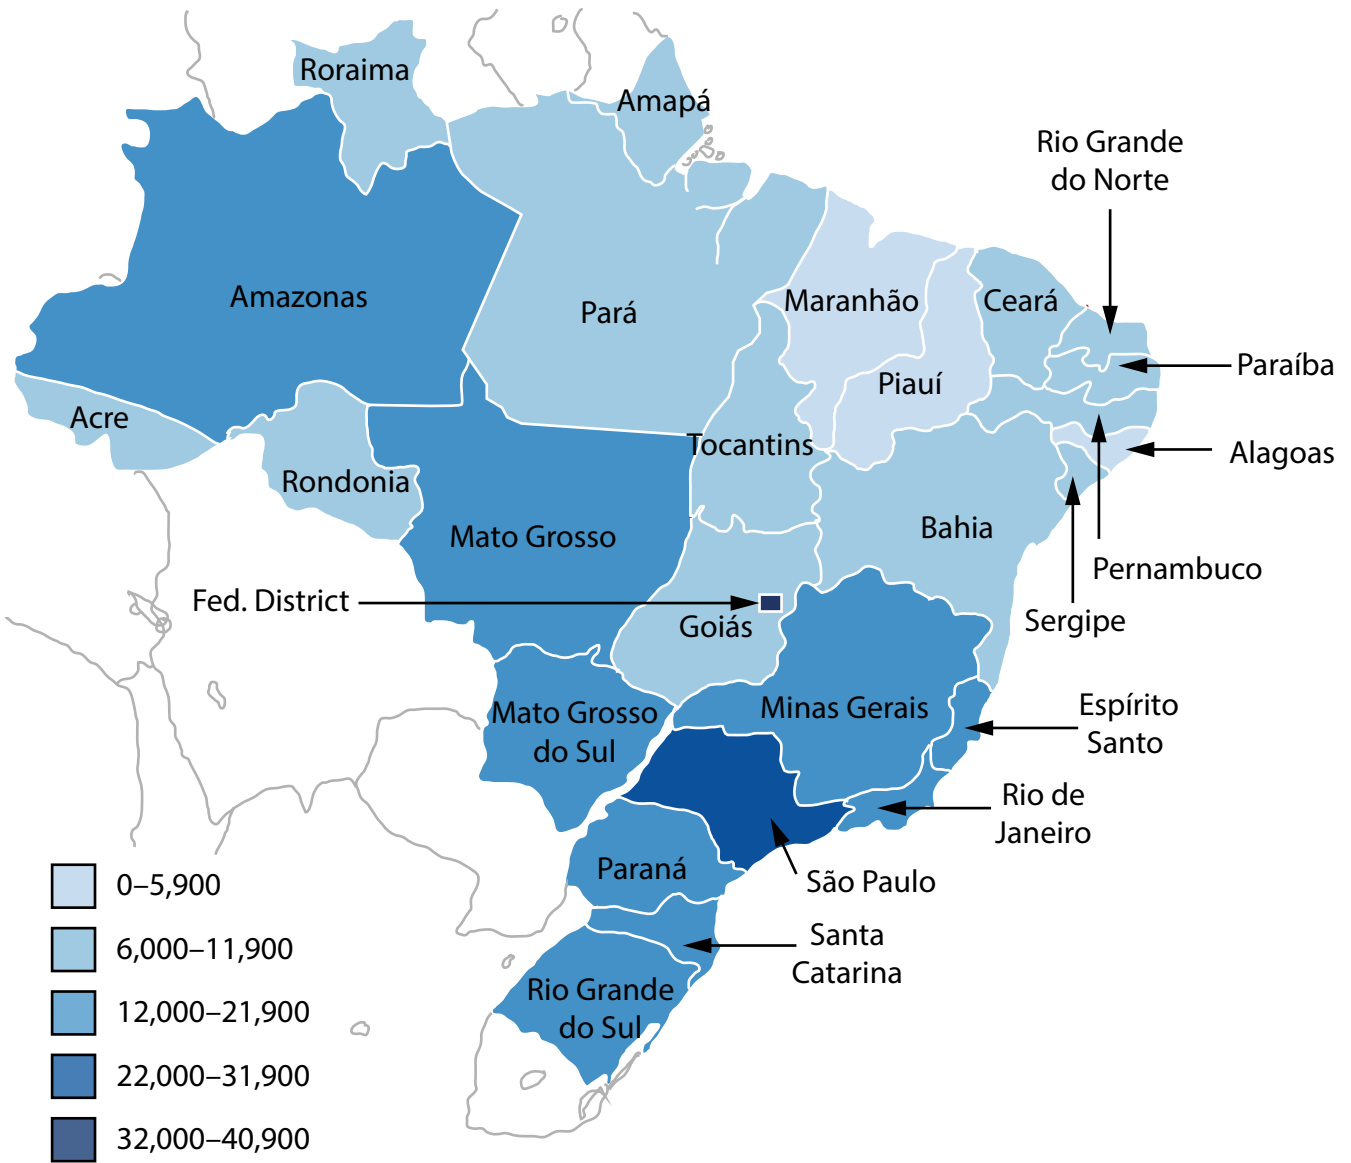 Roraima
Amapá
Rio Grande
do Norte
Amazonas
Pará
Maranhão
Ceará
Paraíba
Piauí
Acre
Tocantins
Alagoas
Rondonia
Mato Grosso
Bahia
Pernambuco
Fed. District
Goiás
Sergipe
Mato Grosso
do Sul
Minas Gerais
Espírito
Santo
Rio de
Janeiro
Paraná
São Paulo
Santa
Catarina
Rio Grande
do Sul
0–5,900
6,000–11,900
12,000–21,900
22,000–31,900
32,000–40,900